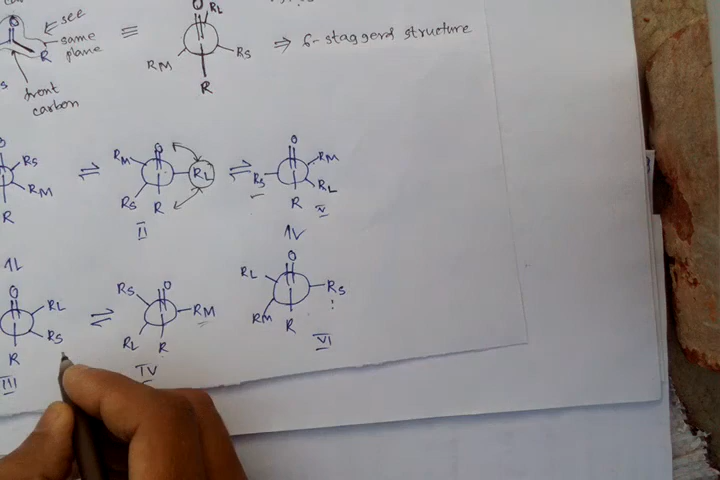 see
same
plane
O
R
front
carbon
≡
O RL
RM RS
R
⇒ 6-staggerd structure
RS
RM
R
⇌
RM O RL
RS R
II
⇌
O RM
RS RL
R V
O
RL
RS
R
III
⇌
RS O
RM
RL R
IV
O
RL RS
RM R !
VI